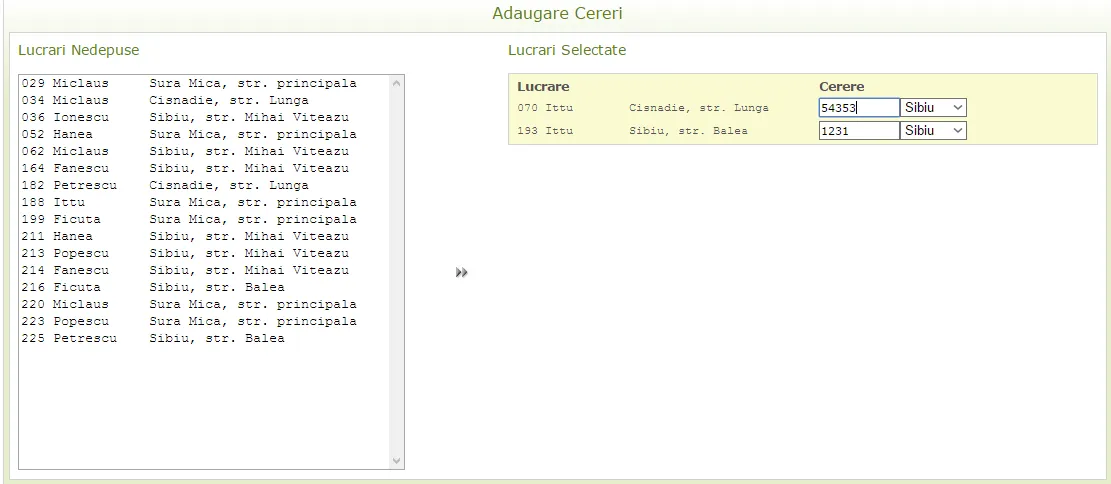 Adaugare Cereri
Lucrari Nedepuse
029 Miclaus Sura Mica, str. principala
034 Miclaus Cisnadie, str. Lunga
036 Ionescu Sibiu, str. Mihai Viteazu
052 Hanea Sura Mica, str. principala
062 Miclaus Sibiu, str. Mihai Viteazu
164 Fanescu Sibiu, str. Mihai Viteazu
182 Petrescu Cisnadie, str. Lunga
188 Ittu Sura Mica, str. principala
199 Ficuta Sura Mica, str. principala
211 Hanea Sibiu, str. Mihai Viteazu
213 Popescu Sibiu, str. Mihai Viteazu
214 Fanescu Sibiu, str. Mihai Viteazu
216 Ficuta Sibiu, str. Balea
220 Miclaus Sura Mica, str. principala
223 Popescu Sura Mica, str. principala
225 Petrescu Sibiu, str. Balea
Lucrari Selectate
Lucrare Cerere
070 Ittu Cisnadie, str. Lunga 54353 Sibiu
193 Ittu Sibiu, str. Balea 1231 Sibiu